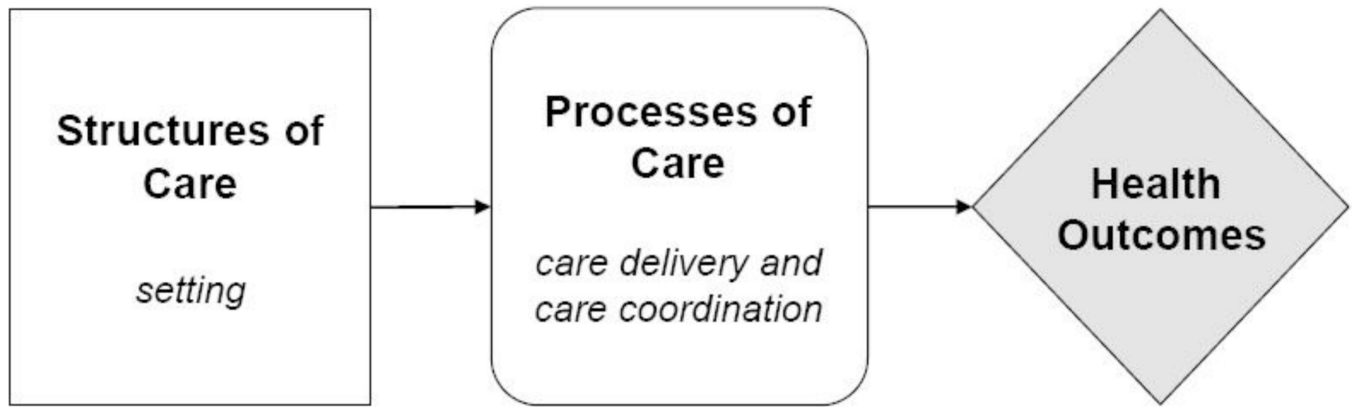 Structures of
Care
setting
Processes of
Care
care delivery and
care coordination
Health
Outcomes